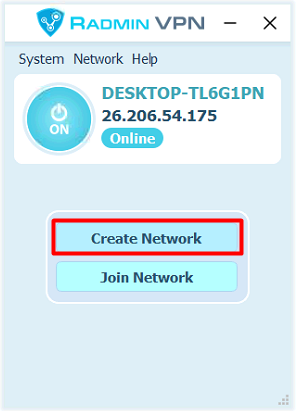 RADMIN VPN
System Network Help
DESKTOP-TL6G1PN
26.206.54.175
ON
Online
Create Network
Join Network